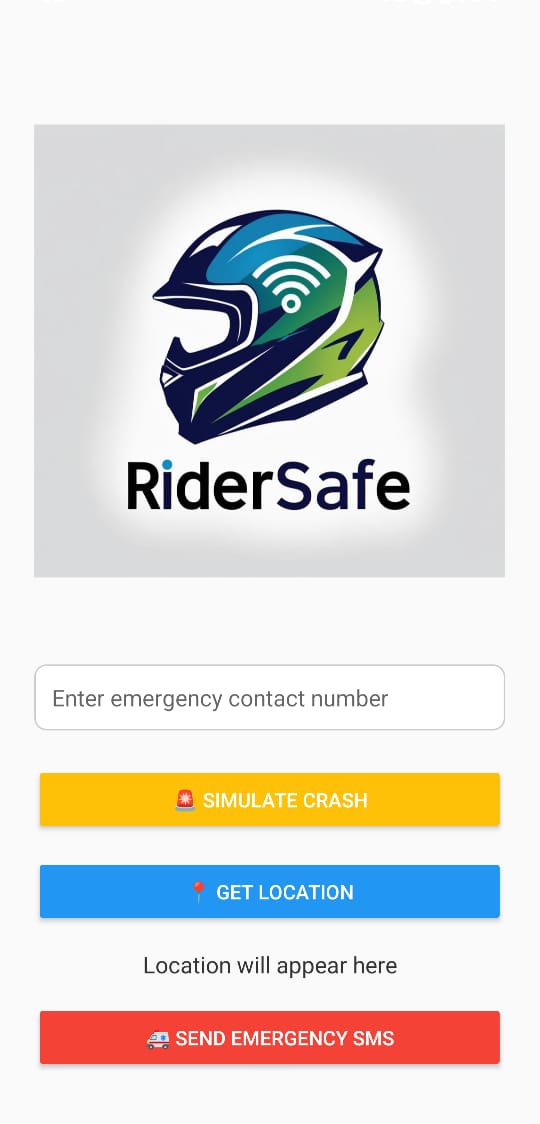 RiderSafe
Enter emergency contact number
🚨 SIMULATE CRASH
📍 GET LOCATION
Location will appear here
🚑 SEND EMERGENCY SMS